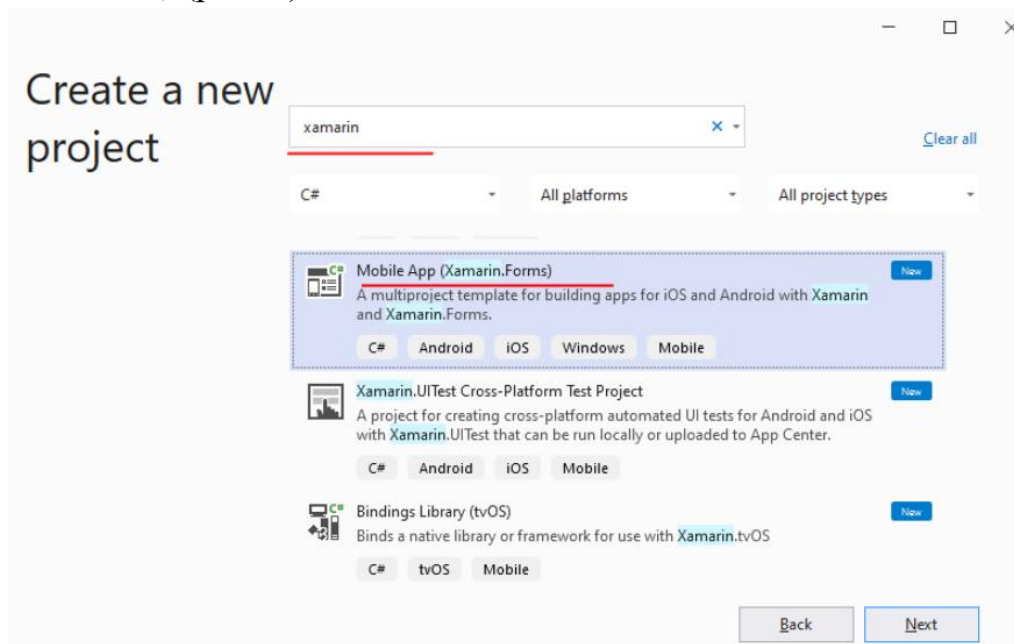 Create a new
project
xamarin
Clear all
C#
All platforms
All project types
Mobile App (Xamarin.Forms)
New
A multiproject template for building apps for iOS and Android with Xamarin
and Xamarin.Forms.
C# Android iOS Windows Mobile
Xamarin.UITest Cross-Platform Test Project
New
A project for creating cross-platform automated UI tests for Android and iOS
with Xamarin.UITest that can be run locally or uploaded to App Center.
C# Android iOS Mobile
Bindings Library (tvOS)
New
Binds a native library or framework for use with Xamarin.tvOS
C# tvOS Mobile
Back
Next